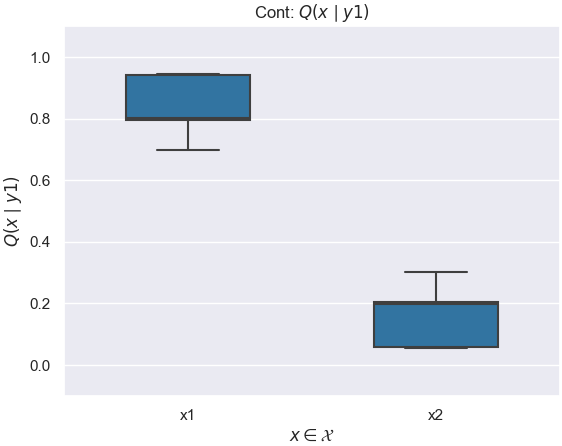 Cont: Q(x | y1)
1.0
0.8
0.6
0.4
0.2
0.0
Q(x | y1)
x1 x2
x ∈ 𝒳